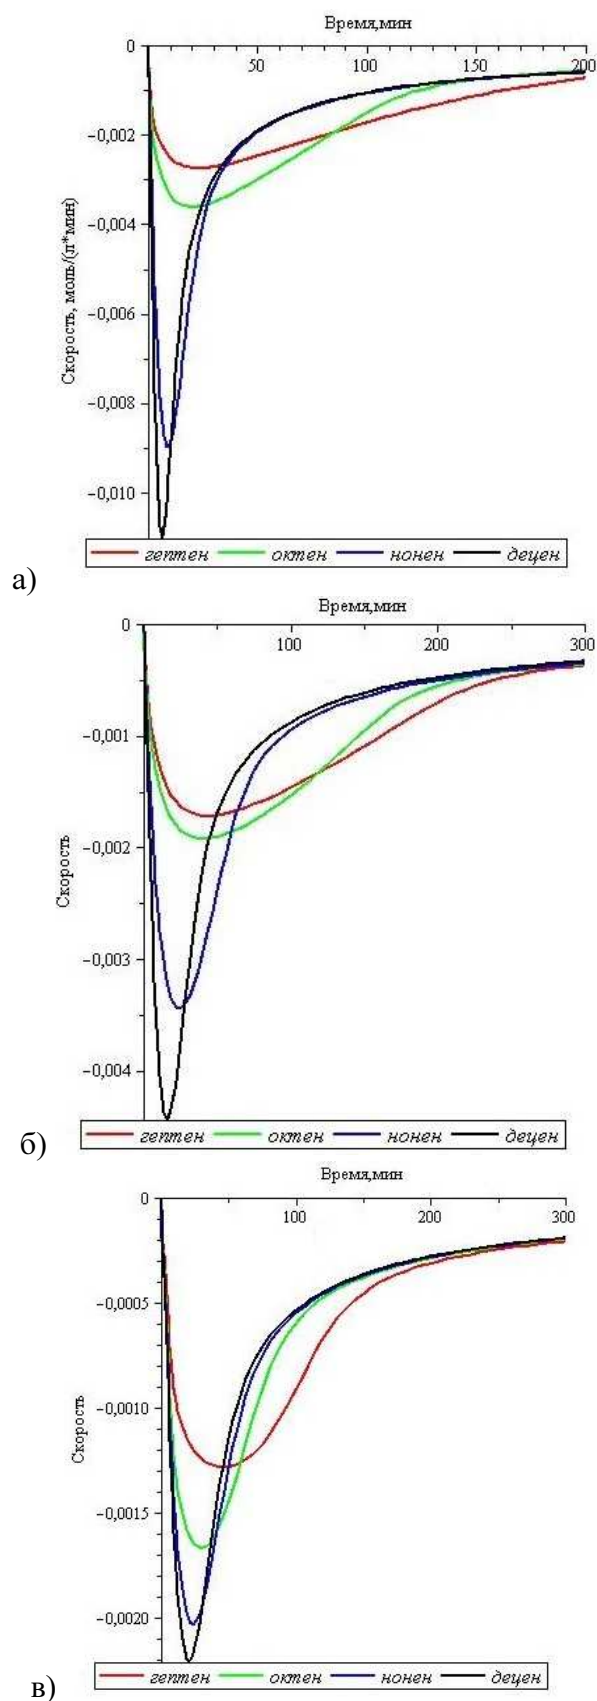 Время,мин
0
50
100
150
200
−0,002
−0,004
−0,006
−0,008
−0,010
Скорость, моль/(л*мин)
гептен октен нонен децен
а)
Время,мин
0
100
200
300
−0,001
−0,002
−0,003
−0,004
Скорость
гептен октен нонен децен
б)
Время,мин
0
100
200
300
−0,0005
−0,0010
−0,0015
−0,0020
Скорость
гептен октен нонен децен
в)